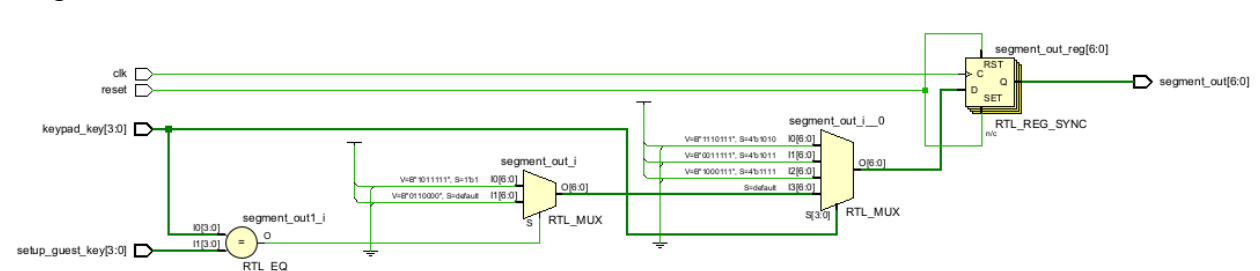 segment_out_reg[6:0]
clk
reset
RST
C
Q
D
SET
segment_out[6:0]
RTL_REG_SYNC
n/c
keypad_key[3:0]
segment_out_i__0
V=B"1110111", S=4'b1010 I0[6:0]
V=B"0011111", S=4'b1011 I1[6:0]
V=B"1000111", S=4'b1111 I2[6:0]
S=default I3[6:0]
O[6:0]
S[3:0]
RTL_MUX
segment_out_i
V=B"1011111", S=1'b1 I0[6:0]
V=B"0110000", S=default I1[6:0]
O[6:0]
S
RTL_MUX
segment_out1_i
I0[3:0]
I1[3:0]
=
O
RTL_EQ
setup_guest_key[3:0]